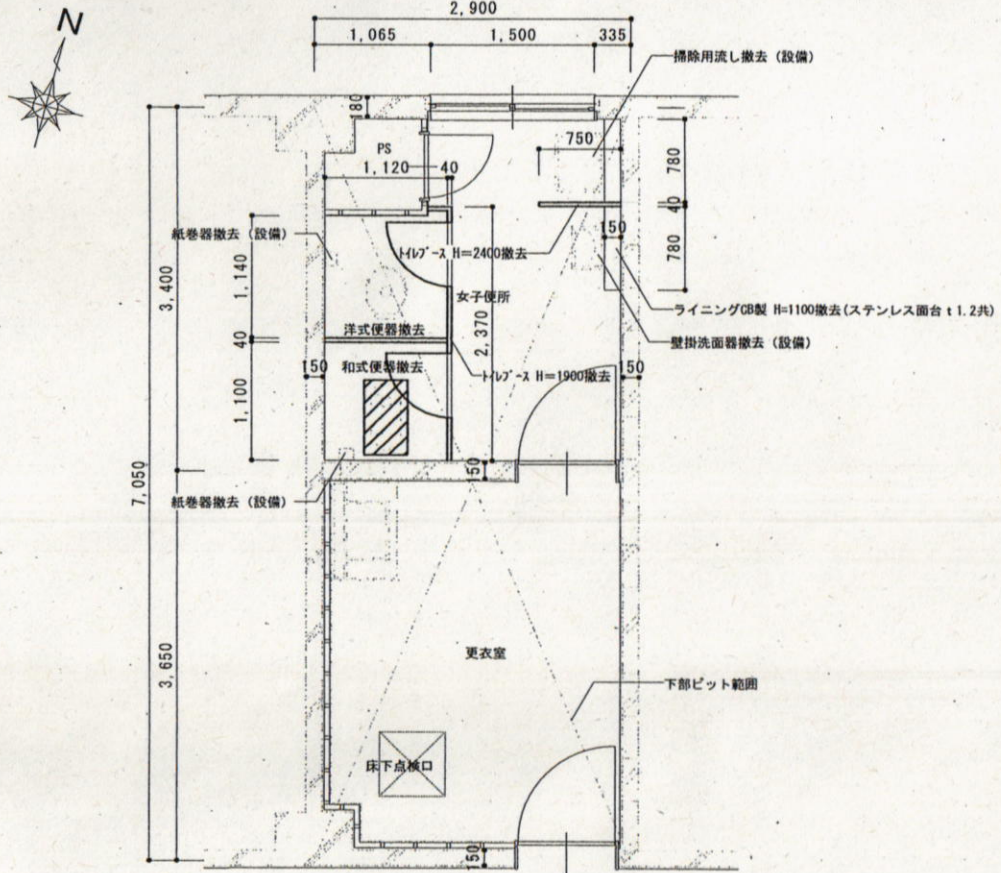 N
2,900
1,065
1,500
335
掃除用流し撤去（設備）
180
PS
750
780
1,120
40
40
紙巻器撤去（設備）
150
トイレブース H=2400撤去
780
1,140
女子便所
3,400
ライニングCB製 H=1100撤去(ステンレス面台 t1.2共)
洋式便器撤去
2,370
40
壁掛洗面器撤去（設備）
150
和式便器撤去
トイレブース H=1900撤去
150
1,100
7,050
150
紙巻器撤去（設備）
3,650
更衣室
下部ピット範囲
床下点検口
150